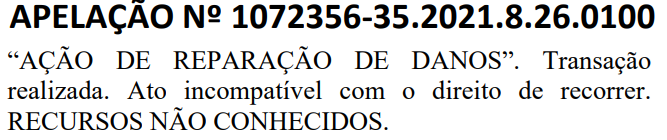 APELAÇÃO Nº 1072356-35.2021.8.26.0100
“AÇÃO DE REPARAÇÃO DE DANOS”. Transação
realizada. Ato incompatível com o direito de recorrer.
RECURSOS NÃO CONHECIDOS.